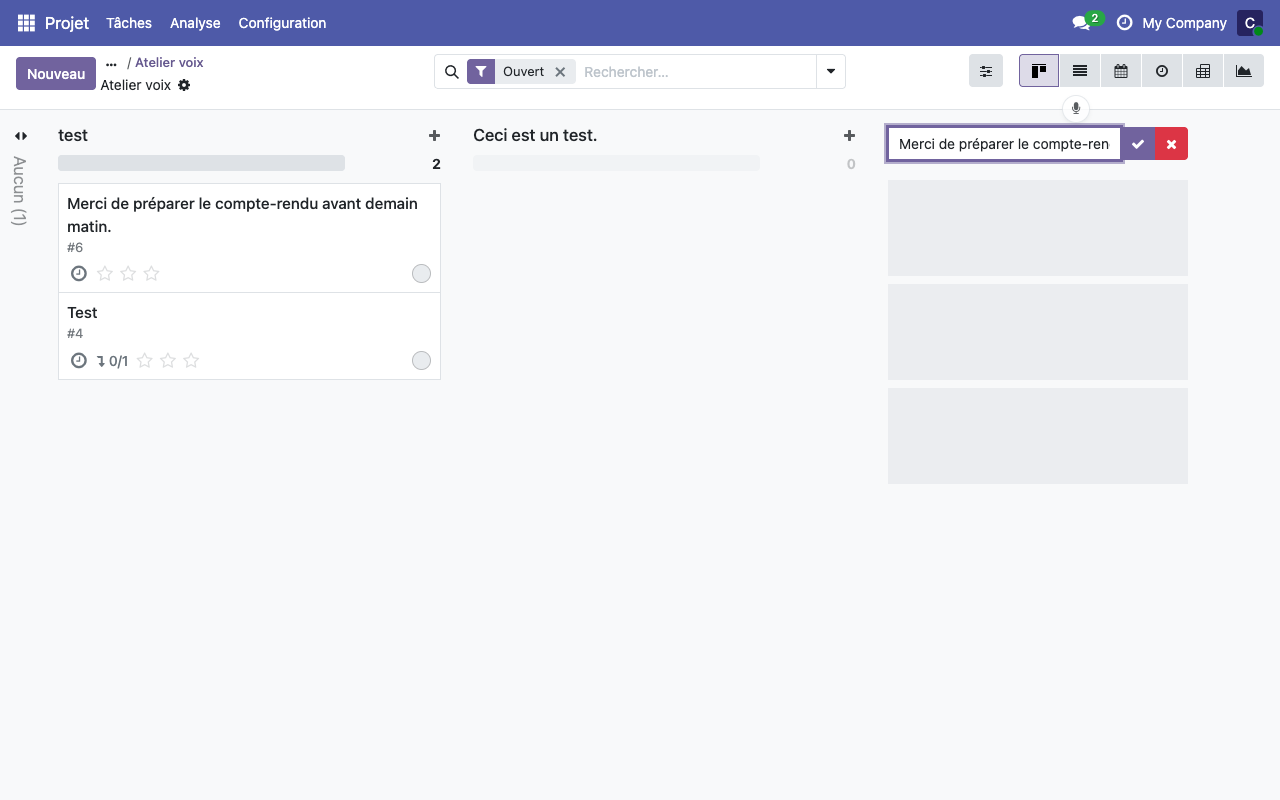 Projet Tâches Analyse Configuration 2 My Company C
Nouveau ... / Atelier voix
Atelier voix
Ouvert Rechercher...
Aucun (1)
test
2
Merci de préparer le compte-rendu avant demain
matin.
#6
Test
#4
0/1
Ceci est un test.
0
Merci de préparer le compte-ren